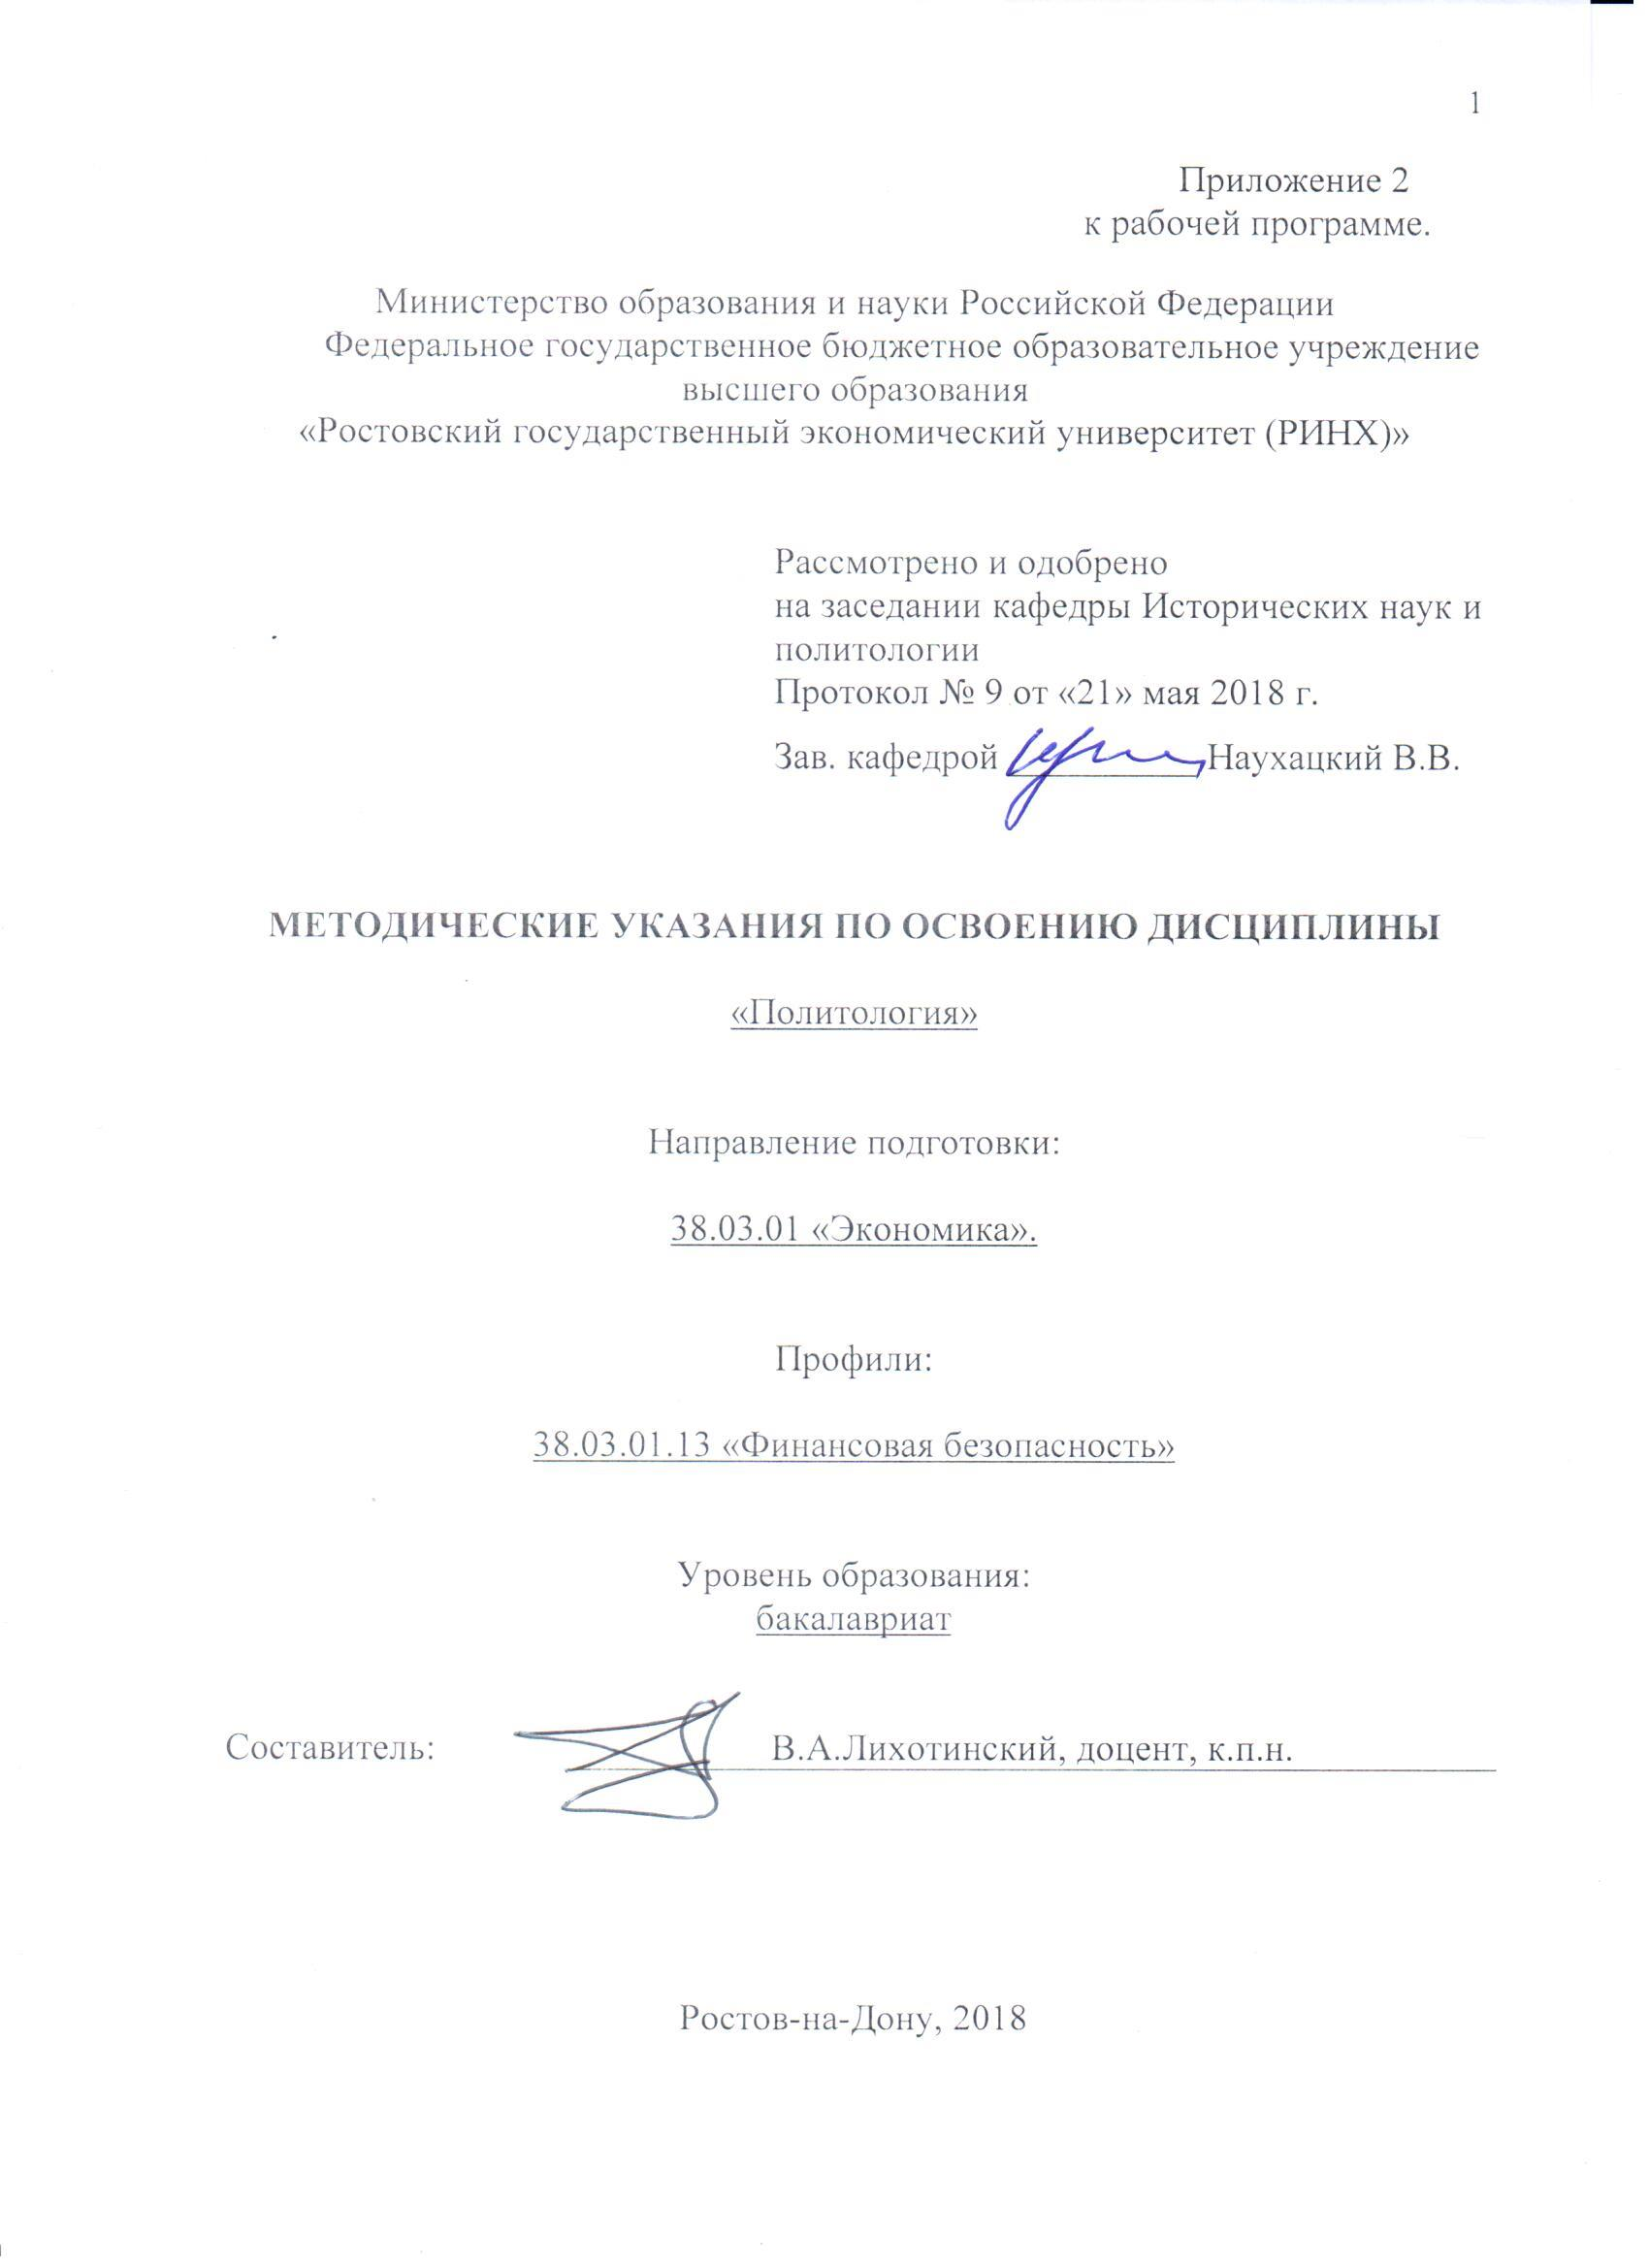 1
Приложение 2
к рабочей программе.
Министерство образования и науки Российской Федерации
Федеральное государственное бюджетное образовательное учреждение
высшего образования
«Ростовский государственный экономический университет (РИНХ)»
Рассмотрено и одобрено
на заседании кафедры Исторических наук и
политологии
Протокол № 9 от «21» мая 2018 г.
Зав. кафедрой __________ Наухацкий В.В.
МЕТОДИЧЕСКИЕ УКАЗАНИЯ ПО ОСВОЕНИЮ ДИСЦИПЛИНЫ
«Политология»
Направление подготовки:
38.03.01 «Экономика».
Профили:
38.03.01.13 «Финансовая безопасность»
Уровень образования:
бакалавриат
Составитель: В.А.Лихотинский, доцент, к.п.н.
Ростов-на-Дону, 2018